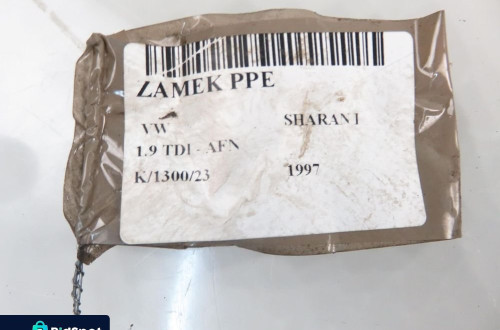 ZAMEK PPE
VW SHARAN I
1.9 TDI - AFN
K/1300/23 1997